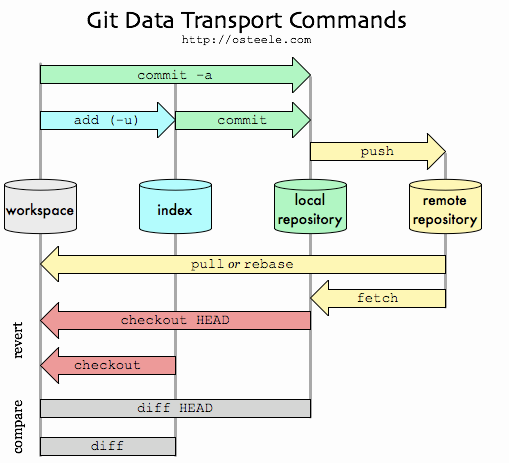 Git Data Transport Commands
http://osteele.com
commit -a
add (-u)
commit
push
workspace
index
local
repository
remote
repository
pull or rebase
fetch
revert
checkout HEAD
checkout
compare
diff HEAD
diff